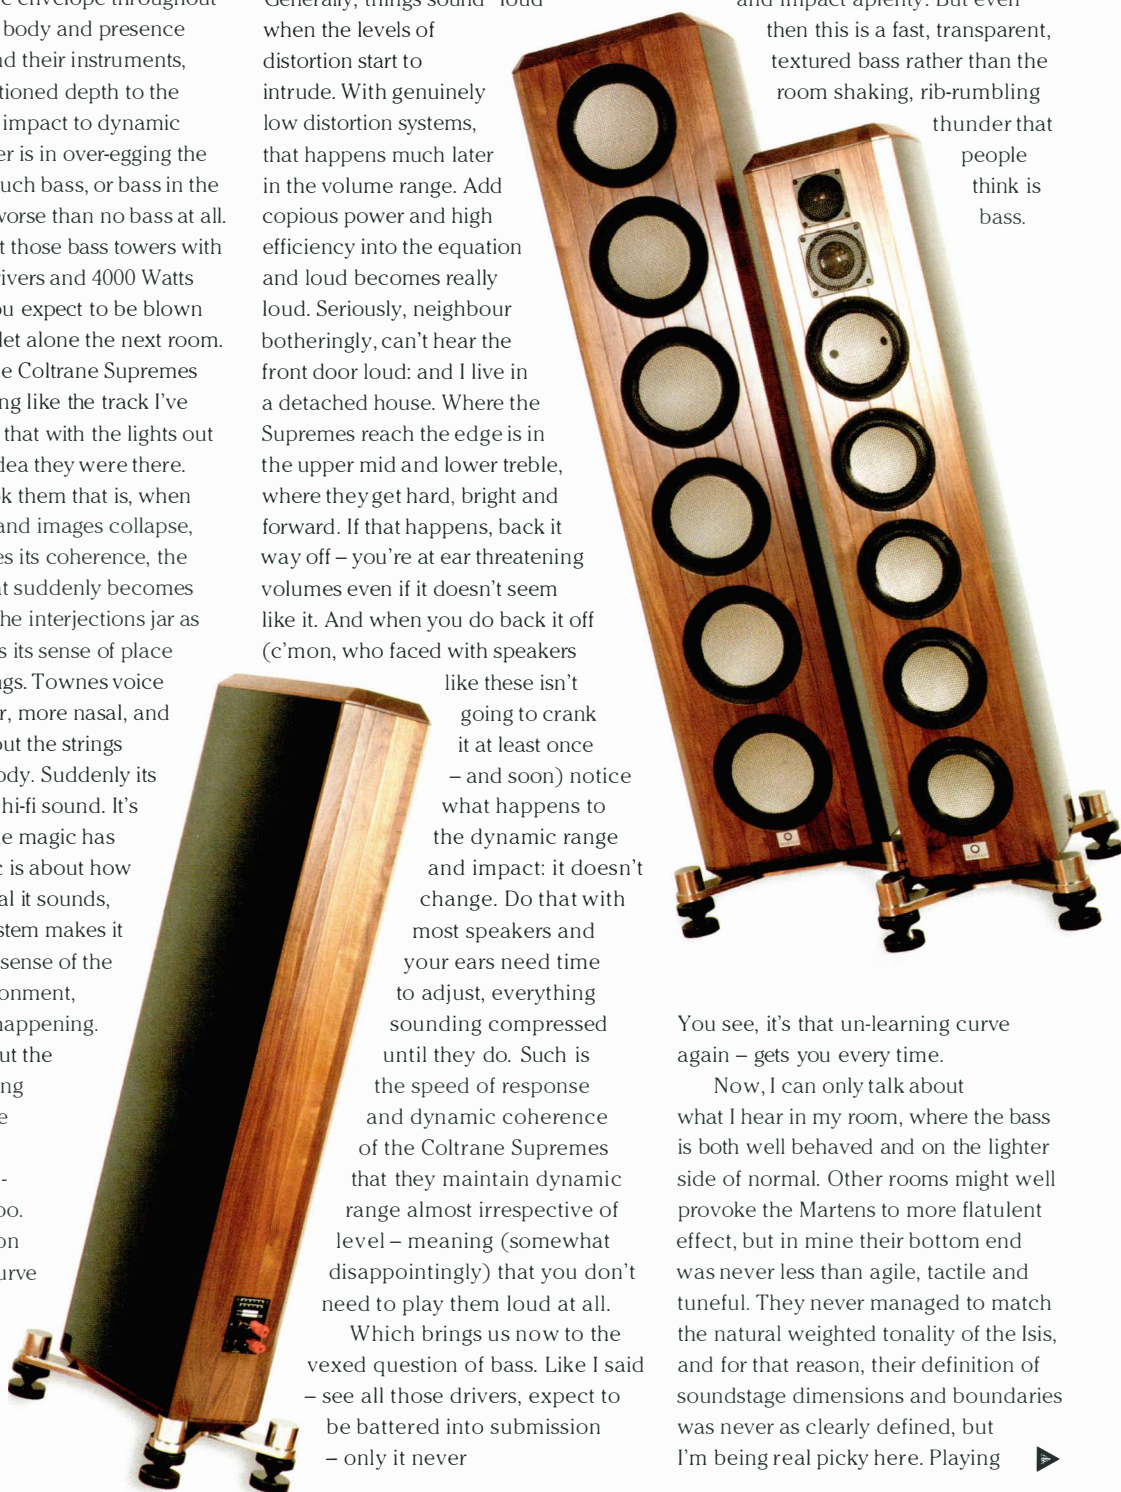 body and presence
their instruments,
depth to the
impact to dynamic
is in over-egging the
bass, or bass in the
than no bass at all.
those bass towers with
and 4000 Watts
expect to be blown
let alone the next room.
Coltrane Supremes
like the track I've
that with the lights out
they were there.
them that is, when
and images collapse,
its coherence, the
suddenly becomes
the interjections jar as
its sense of place
Townes voice
more nasal, and
the strings
Suddenly its
hi-fi sound. It's
magic has
is about how
it sounds,
makes it
sense of the
happening.
the
Generally, things sound "loud"
when the levels of
distortion start to
intrude. With genuinely
low distortion systems,
that happens much later
in the volume range. Add
copious power and high
efficiency into the equation
and loud becomes really
loud. Seriously, neighbour
botheringly, can't hear the
front door loud: and I live in
a detached house. Where the
Supremes reach the edge is in
the upper mid and lower treble,
where they get hard, bright and
forward. If that happens, back it
way off – you're at ear threatening
volumes even if it doesn't seem
like it. And when you do back it off
(c'mon, who faced with speakers
like these isn't
going to crank
it at least once
– and soon) notice
what happens to
the dynamic range
and impact: it doesn't
change. Do that with
most speakers and
your ears need time
to adjust, everything
sounding compressed
until they do. Such is
the speed of response
and dynamic coherence
of the Coltrane Supremes
that they maintain dynamic
range almost irrespective of
level – meaning (somewhat
disappointingly) that you don't
need to play them loud at all.
Which brings us now to the
vexed question of bass. Like I said
– see all those drivers, expect to
be battered into submission
– only it never
and impact aplenty. But even
then this is a fast, transparent,
textured bass rather than the
room shaking, rib-rumbling
thunder that
people
think is
bass.
You see, it's that un-learning curve
again – gets you every time.
Now, I can only talk about
what I hear in my room, where the bass
is both well behaved and on the lighter
side of normal. Other rooms might well
provoke the Martens to more flatulent
effect, but in mine their bottom end
was never less than agile, tactile and
tuneful. They never managed to match
the natural weighted tonality of the Isis,
and for that reason, their definition of
soundstage dimensions and boundaries
was never as clearly defined, but
I'm being real picky here. Playing